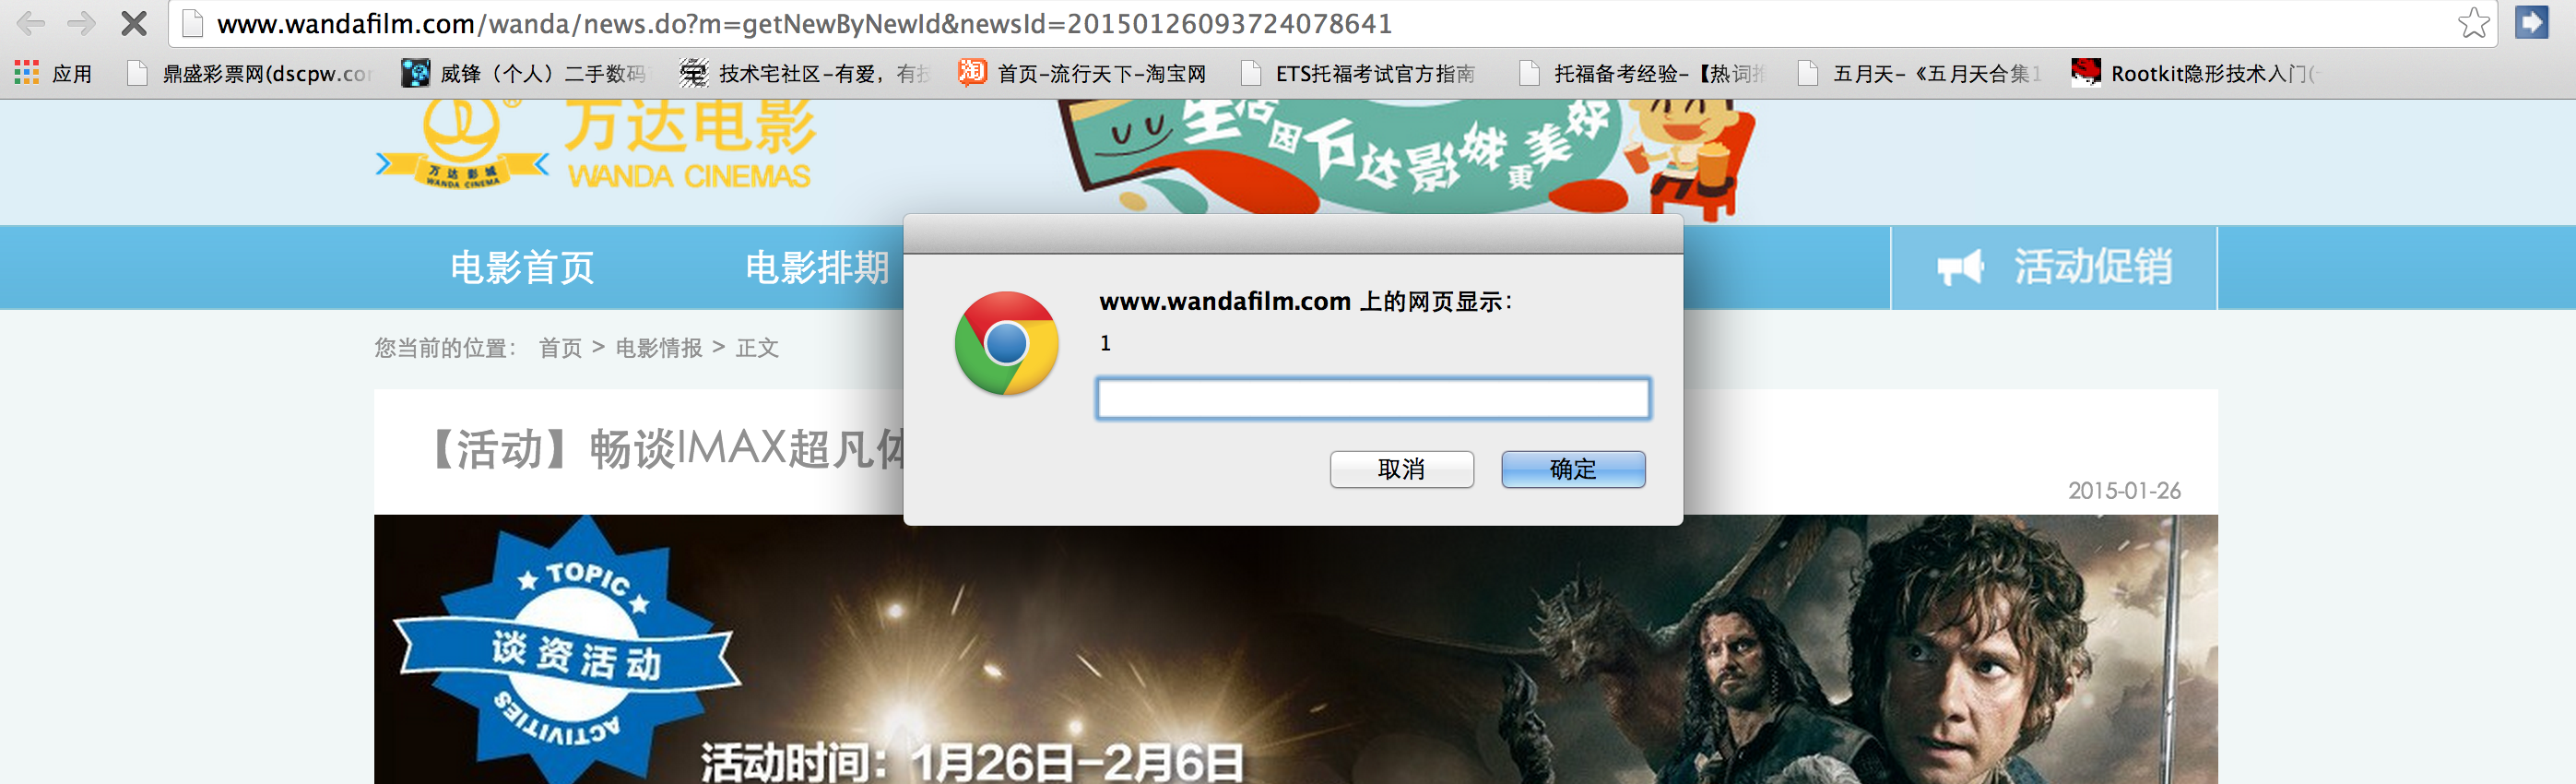 www.wandafilm.com/wanda/news.do?m=getNewByNewId&newsId=20150126093724078641
应用 鼎盛彩票网(dscpw.com 威锋（个人）二手数码 技术宅社区-有爱，有技 淘 首页-流行天下-淘宝网 ETS托福考试官方指南 托福备考经验-【热词推 五月天-《五月天合集1 Rootkit隐形技术入门(
万达电影
WANDA CINEMAS
万达影城
WANDA CINEMA
生活因万达影城更美好
电影首页 电影排期 活动促销
www.wandafilm.com 上的网页显示：
1
取消 确定
您当前的位置： 首页 > 电影情报 > 正文
【活动】畅谈IMAX超凡体
2015-01-26
TOPIC
谈资活动
ACTIVITIES
活动时间：1月26日-2月6日